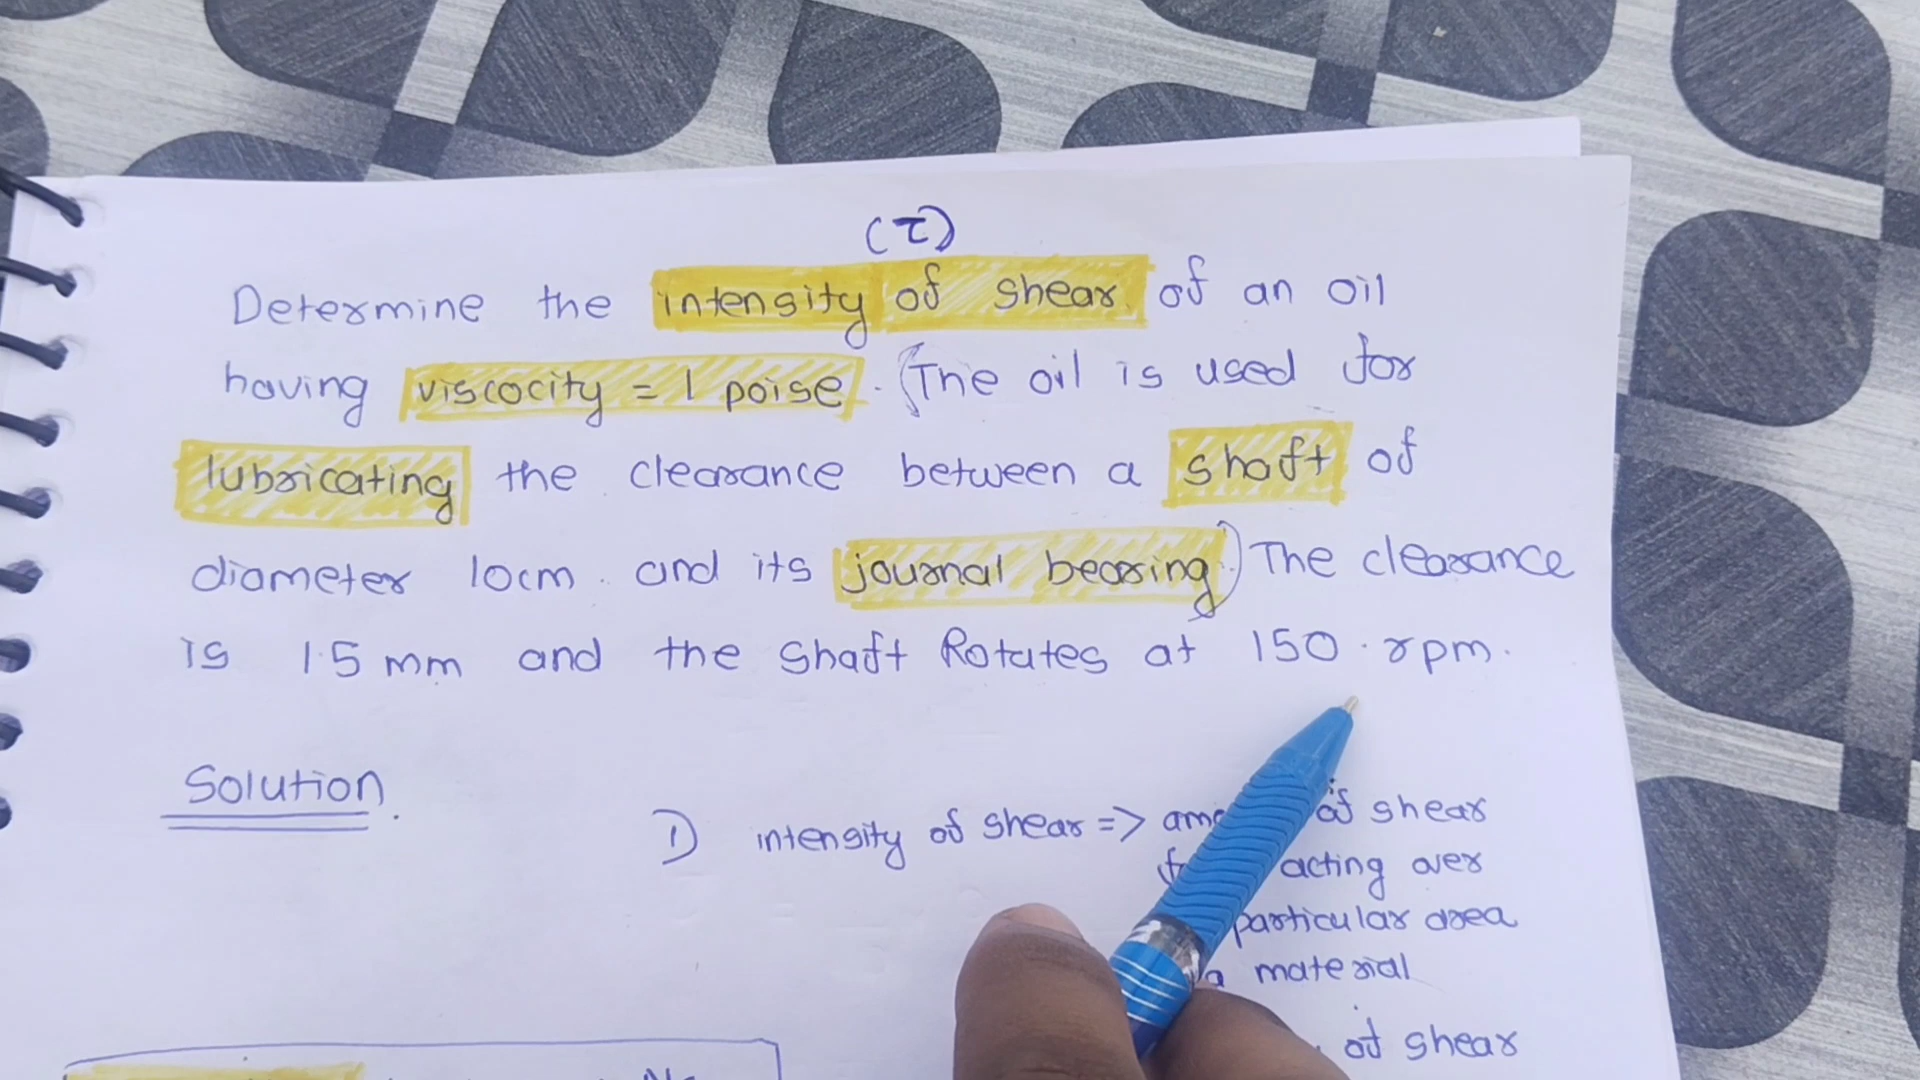 (τ)
Determine the intensity of shear of an oil
having viscocity = 1 poise. (The oil is used for
lubricating the clearance between a shaft of
diameter 10cm. and its journal bearing.) The clearance
is 1.5 mm and the shaft Rotates at 150 rpm.
Solution.
1) intensity of shear => of shear
acting over
particular area
a material
of shear